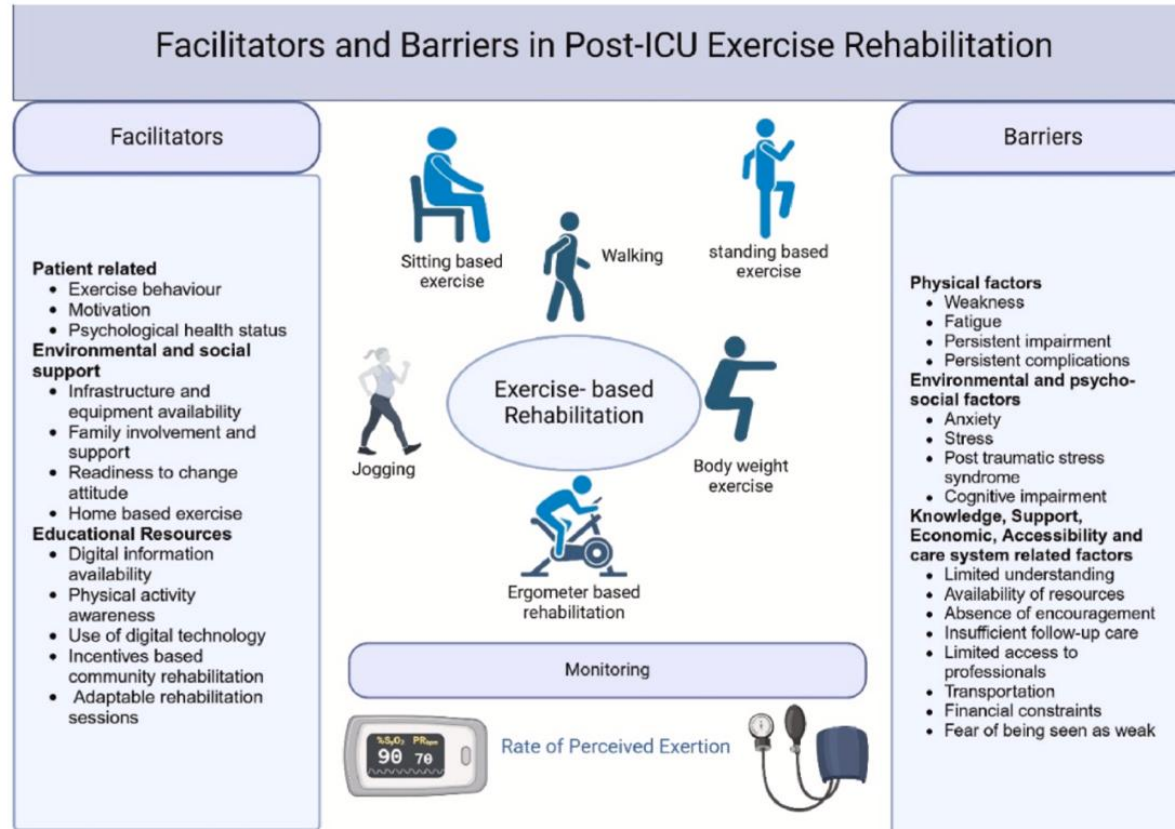 Facilitators and Barriers in Post-ICU Exercise Rehabilitation
Facilitators
Patient related
• Exercise behaviour
• Motivation
• Psychological health status
Environmental and social
support
• Infrastructure and
equipment availability
• Family involvement and
support
• Readiness to change
attitude
• Home based exercise
Educational Resources
• Digital information
availability
• Physical activity
awareness
• Use of digital technology
• Incentives based
community rehabilitation
• Adaptable rehabilitation
sessions
Sitting based
exercise
Walking
standing based
exercise
Jogging
Exercise- based
Rehabilitation
Body weight
exercise
Ergometer based
rehabilitation
Monitoring
%SpO2 PRbpm
90 70
Rate of Perceived Exertion
Barriers
Physical factors
• Weakness
• Fatigue
• Persistent impairment
• Persistent complications
Environmental and psycho-
social factors
• Anxiety
• Stress
• Post traumatic stress
syndrome
• Cognitive impairment
Knowledge, Support,
Economic, Accessibility and
care system related factors
• Limited understanding
• Availability of resources
• Absence of encouragement
• Insufficient follow-up care
• Limited access to
professionals
• Transportation
• Financial constraints
• Fear of being seen as weak